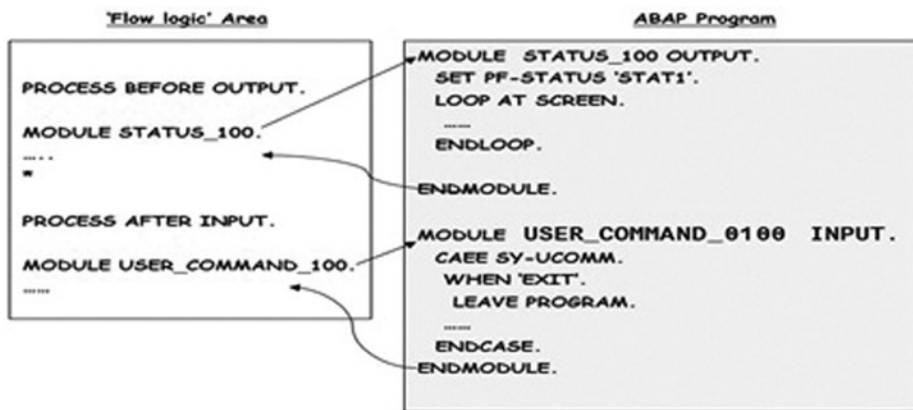 'Flow logic' Area
PROCESS BEFORE OUTPUT.
MODULE STATUS_100.
.....
*
PROCESS AFTER INPUT.
MODULE USER_COMMAND_100.
......
ABAP Program
MODULE STATUS_100 OUTPUT.
SET PF-STATUS 'STAT1'.
LOOP AT SCREEN.
......
ENDLOOP.
ENDMODULE.
MODULE USER_COMMAND_0100 INPUT.
CAEE SY-UCOMM.
WHEN 'EXIT'.
LEAVE PROGRAM.
......
ENDCASE.
ENDMODULE.